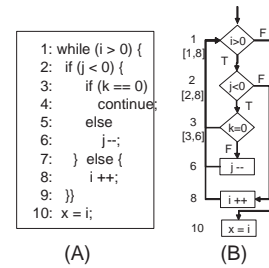 1: while (i > 0) {
2: if (j < 0) {
3: if (k == 0)
4: continue;
5: else
6: j--;
7: } else {
8: i ++;
9: }}
10: x = i;
(A)
1
[1,8]
i>0
F
T
2
[2,8]
j<0
F
T
3
[3,6]
k=0
F
6
j --
8
i ++
10
x = i
(B)